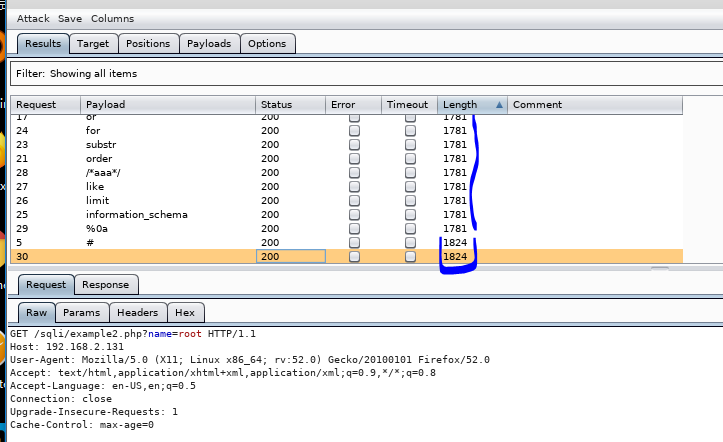 Attack Save Columns
Results Target Positions Payloads Options
Filter: Showing all items
Request Payload Status Error Timeout Length Comment
17 or 200 1781
24 for 200 1781
23 substr 200 1781
21 order 200 1781
28 /*aaa*/ 200 1781
27 like 200 1781
26 limit 200 1781
25 information_schema 200 1781
29 %0a 200 1781
5 # 200 1824
30 200 1824
Request Response
Raw Params Headers Hex
GET /sqli/example2.php?name=root HTTP/1.1
Host: 192.168.2.131
User-Agent: Mozilla/5.0 (X11; Linux x86_64; rv:52.0) Gecko/20100101 Firefox/52.0
Accept: text/html,application/xhtml+xml,application/xml;q=0.9,*/*;q=0.8
Accept-Language: en-US,en;q=0.5
Connection: close
Upgrade-Insecure-Requests: 1
Cache-Control: max-age=0